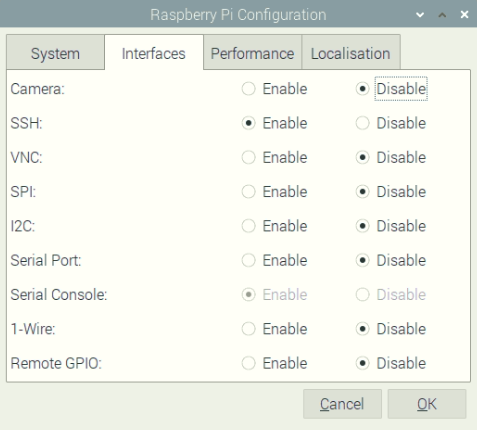 Raspberry Pi Configuration
System Interfaces Performance Localisation
Camera: Enable Disable
SSH: Enable Disable
VNC: Enable Disable
SPI: Enable Disable
I2C: Enable Disable
Serial Port: Enable Disable
Serial Console: Enable Disable
1-Wire: Enable Disable
Remote GPIO: Enable Disable
Cancel OK